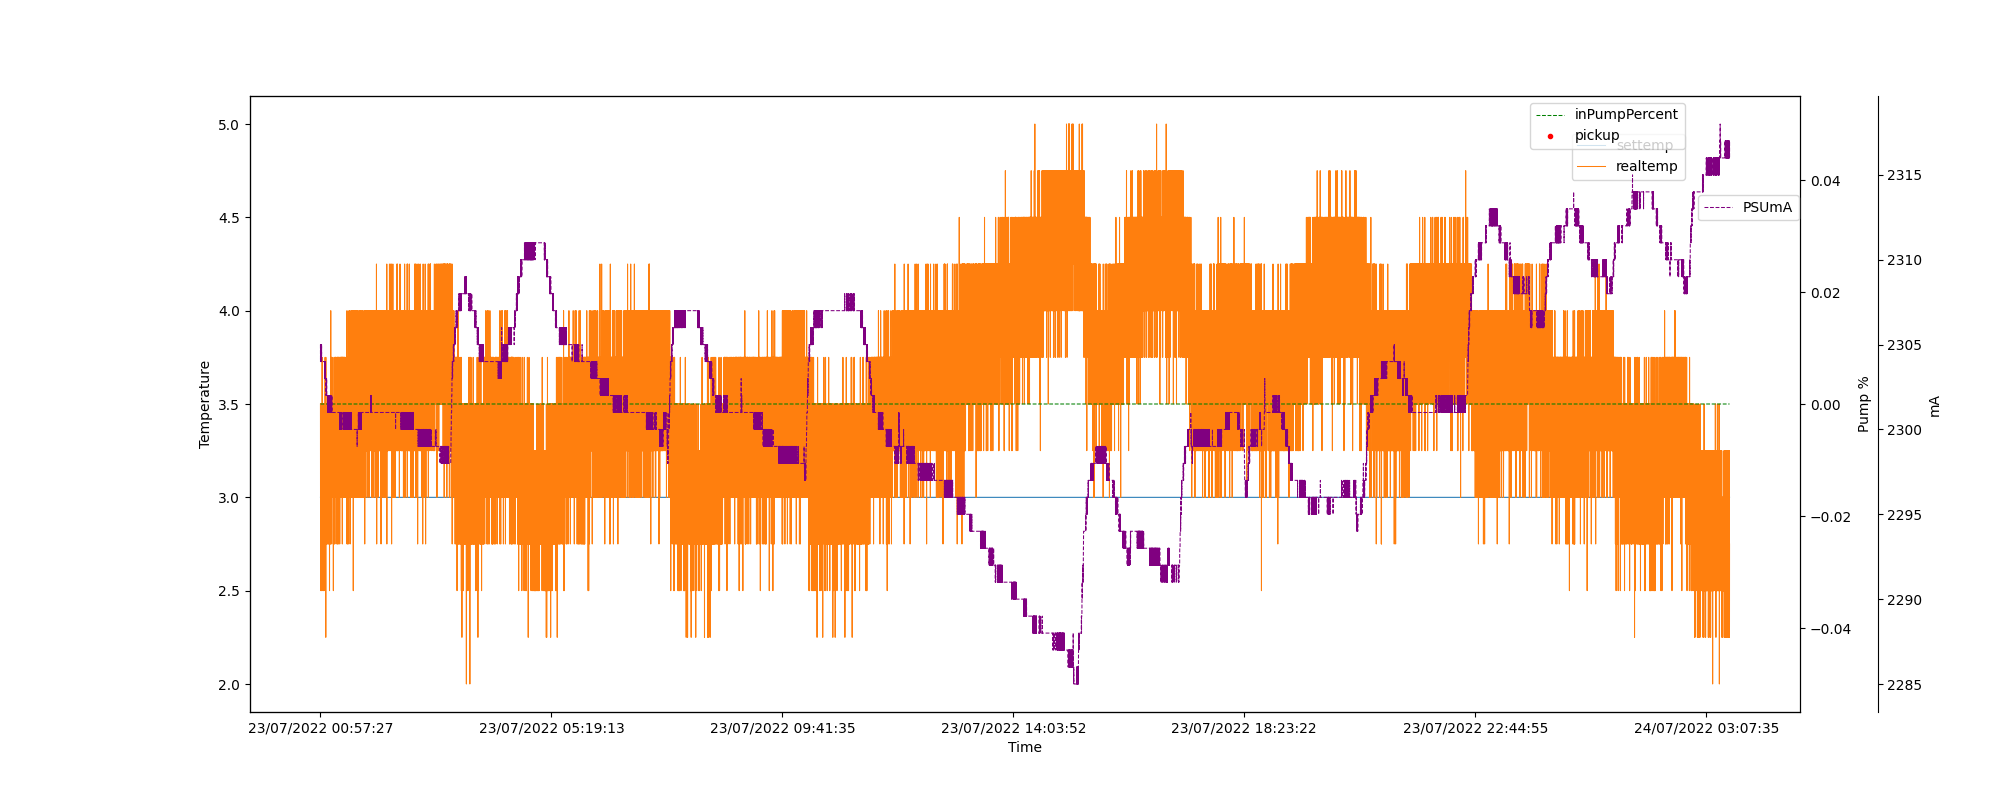 inPumpPercent
pickup
settemp
realtemp
PSUmA
5.0
4.5
4.0
3.5
3.0
2.5
2.0
Temperature
0.04
0.02
0.00
−0.02
−0.04
Pump %
2315
2310
2305
2300
2295
2290
2285
mA
23/07/2022 00:57:27
23/07/2022 05:19:13
23/07/2022 09:41:35
23/07/2022 14:03:52
23/07/2022 18:23:22
23/07/2022 22:44:55
24/07/2022 03:07:35
Time